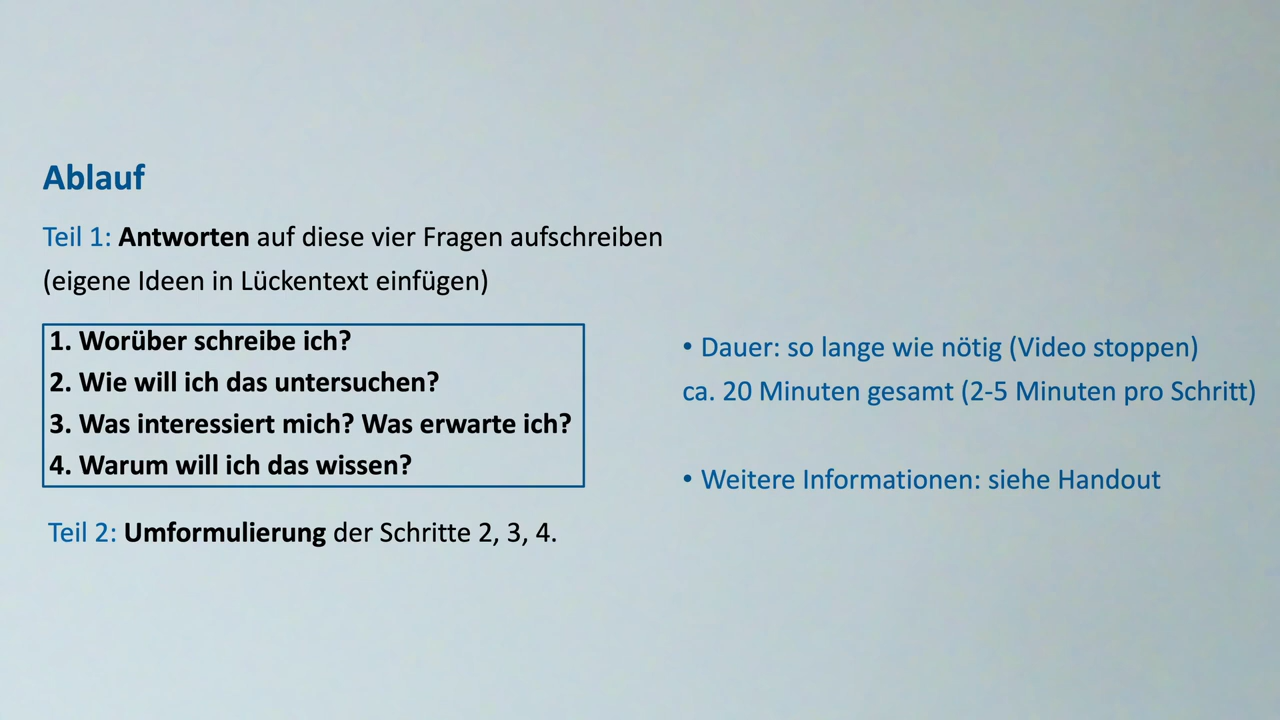 Ablauf
Teil 1: Antworten auf diese vier Fragen aufschreiben
(eigene Ideen in Lückentext einfügen)
1. Worüber schreibe ich?
2. Wie will ich das untersuchen?
3. Was interessiert mich? Was erwarte ich?
4. Warum will ich das wissen?
Teil 2: Umformulierung der Schritte 2, 3, 4.
• Dauer: so lange wie nötig (Video stoppen)
ca. 20 Minuten gesamt (2-5 Minuten pro Schritt)
• Weitere Informationen: siehe Handout